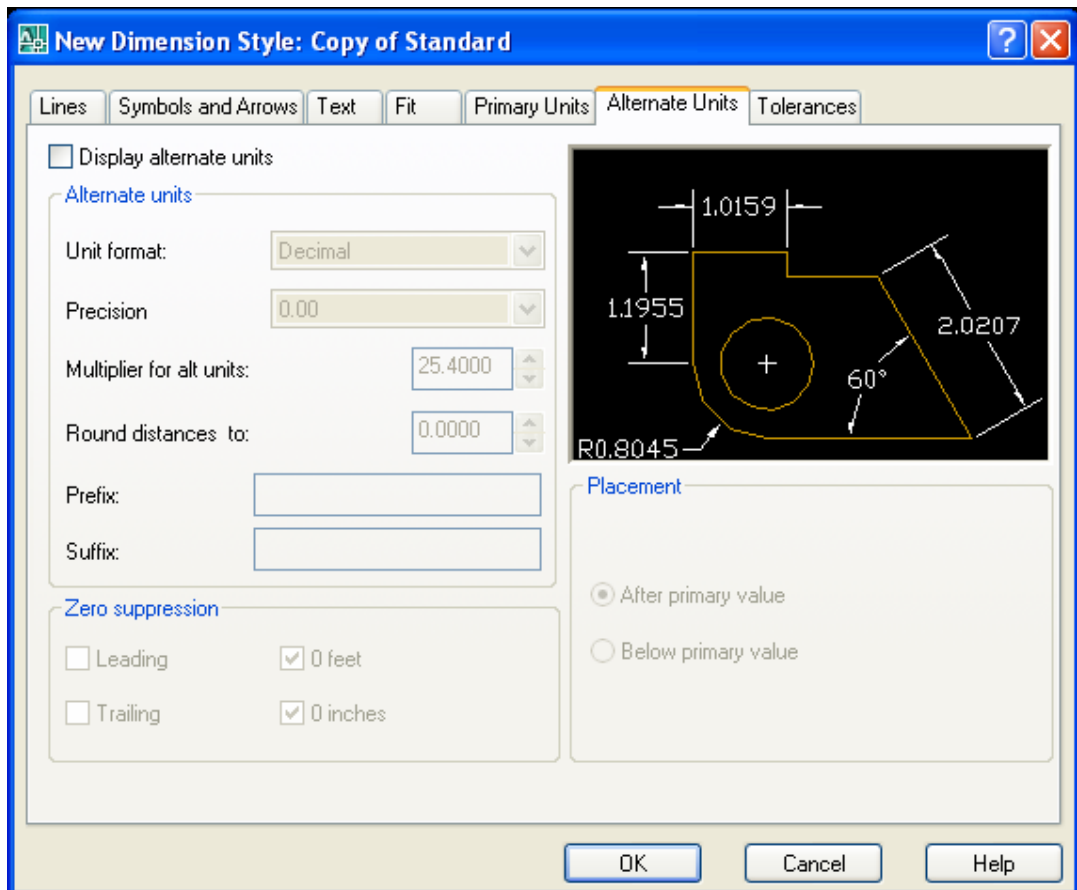 New Dimension Style: Copy of Standard
Lines Symbols and Arrows Text Fit Primary Units Alternate Units Tolerances
Display alternate units
Alternate units
Unit format: Decimal
Precision 0.00
Multiplier for alt units: 25.4000
Round distances to: 0.0000
Prefix:
Suffix:
Zero suppression
Leading 0 feet
Trailing 0 inches
1.0159
1.1955
2.0207
60°
R0.8045
Placement
After primary value
Below primary value
OK Cancel Help